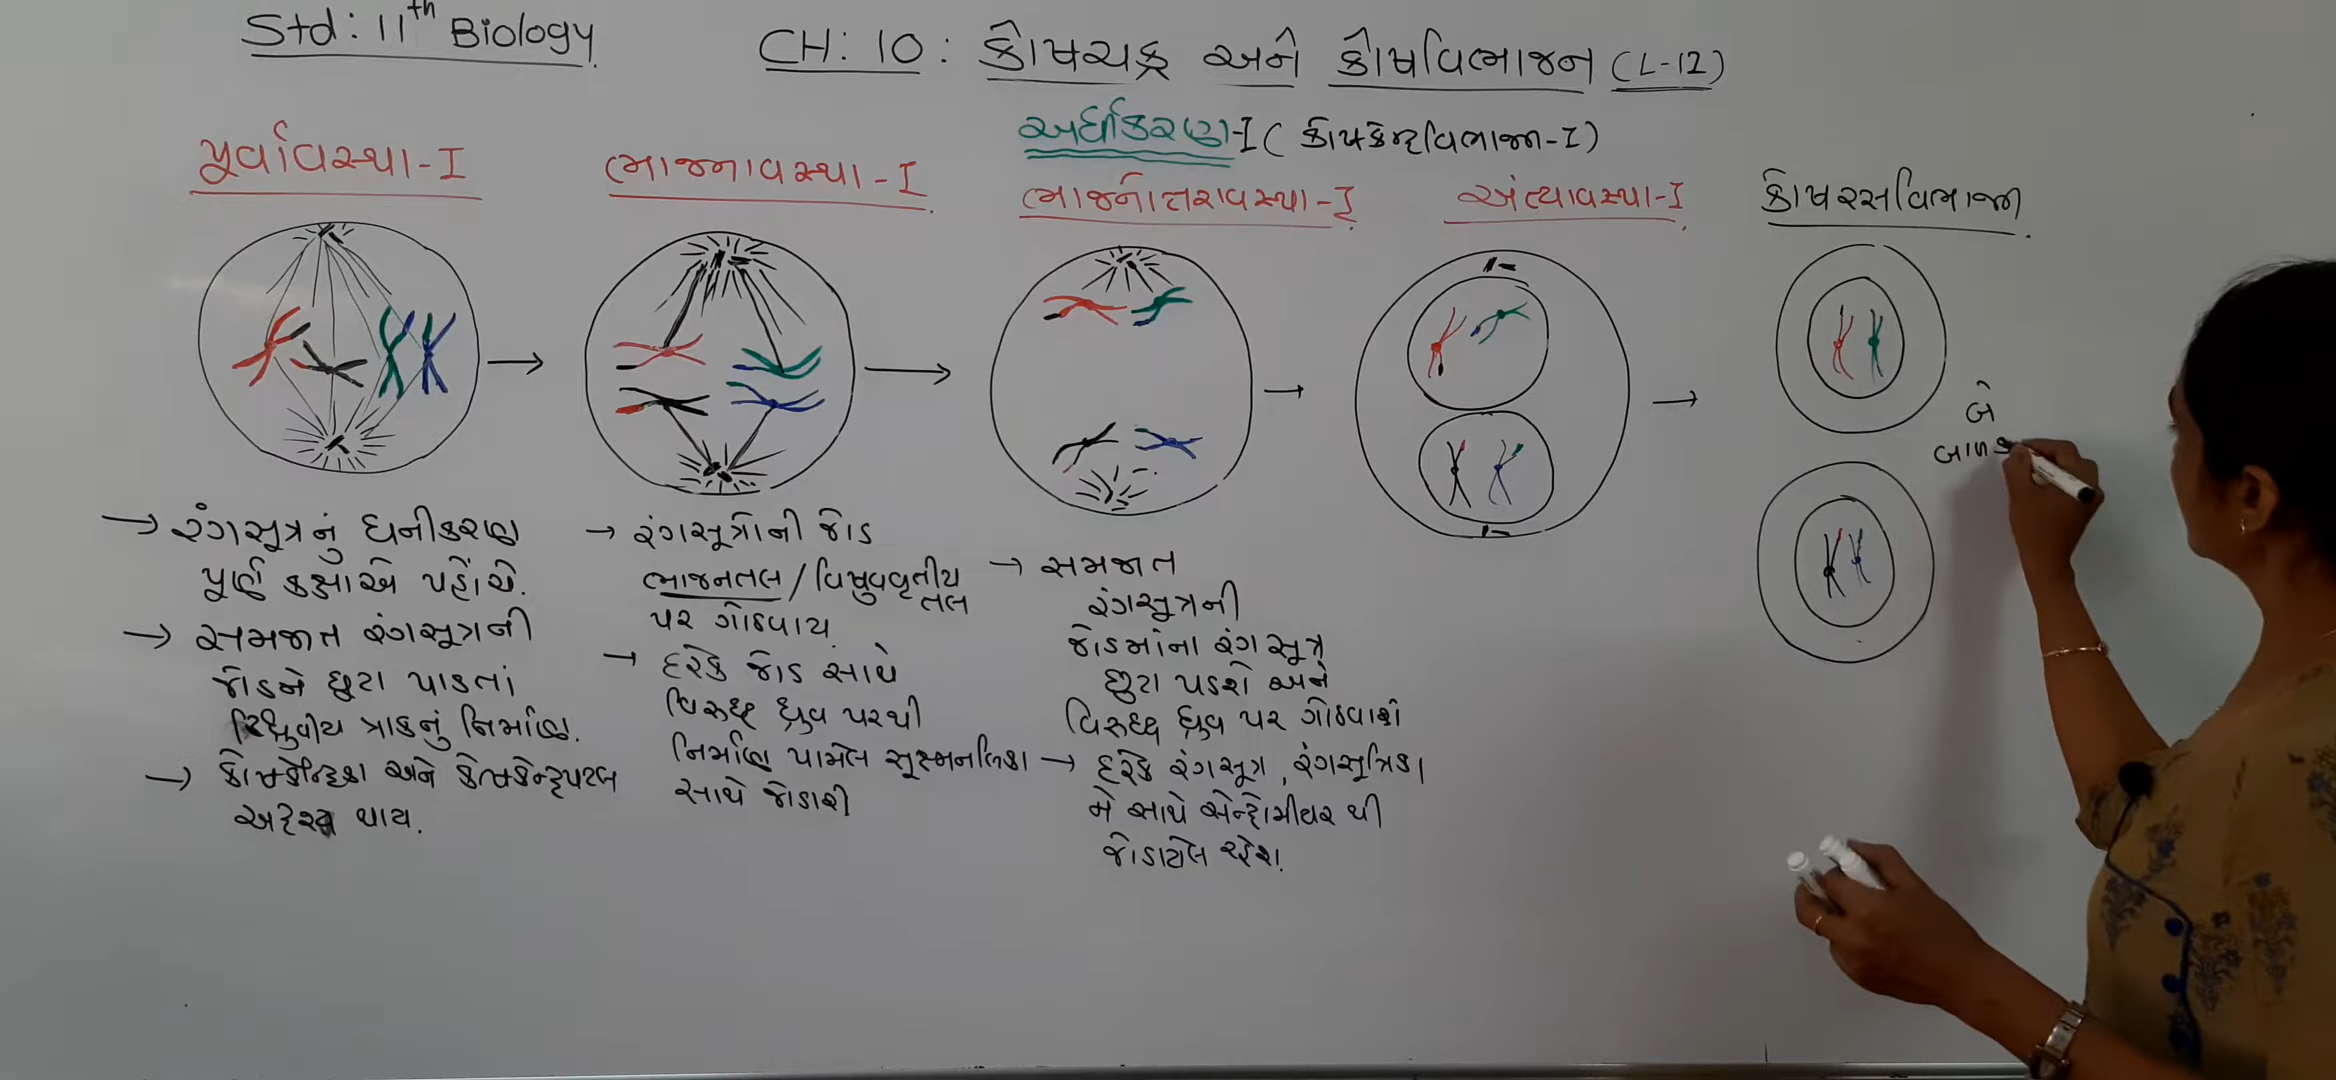 Std: 11th Biology
CH: 10 : કોષચક્ર અને કોષવિભાજન (L-12)
અર્ધીકરણ-I ( કોષકેન્દ્રવિભાજન-I )
પૂર્વાવસ્થા-I
ભાજનાવસ્થા-I
ભાજનોત્તરાવસ્થા-I
અંત્યાવસ્થા-I
કોષરસવિભાજન
→ રંગસૂત્રનું ઘનીકરણ
પૂર્ણ કક્ષાએ પહોંચે.
→ સમજાત રંગસૂત્રની
જોડને છુટા પાડતાં
દ્વિધ્રુવીય ત્રાકનું નિર્માણ.
→ કોષકેન્દ્રિકા અને કોષકેન્દ્રપટલ
અદૃશ્ય થાય.
→ રંગસૂત્રોની જોડ
ભાજનતલ / વિષુવવૃત્તીય
તલ
પર ગોઠવાય
→ દરેક જોડ સાથે
વિરુદ્ધ ધ્રુવ પરથી
નિર્માણ પામેલ સૂક્ષ્મનલિકા
સાથે જોડાશે
→ સમજાત
રંગસૂત્રની
જોડમાંના રંગસૂત્ર
છુટા પડશે અને
વિરુદ્ધ ધ્રુવ પર ગોઠવાશે
→ દરેક રંગસૂત્ર, રંગસૂત્રિકા
ને સાથે સેન્ટ્રોમીયર થી
જોડાયેલ રહેશે.
બે
બાળક